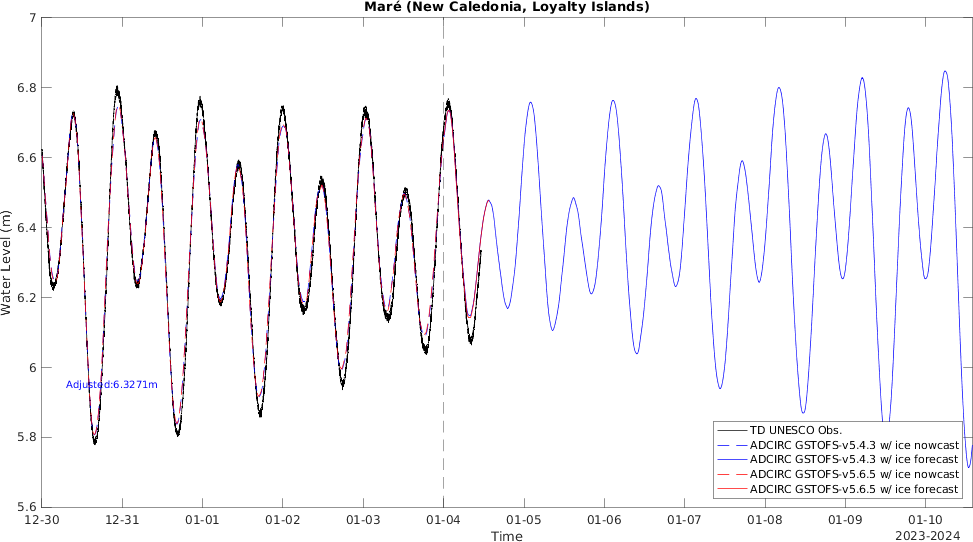 Maré (New Caledonia, Loyalty Islands)
7
6.8
6.6
6.4
6.2
6
5.8
5.6
Water Level (m)
Adjusted:6.3271m
TD UNESCO Obs.
ADCIRC GSTOFS-v5.4.3 w/ ice nowcast
ADCIRC GSTOFS-v5.4.3 w/ ice forecast
ADCIRC GSTOFS-v5.6.5 w/ ice nowcast
ADCIRC GSTOFS-v5.6.5 w/ ice forecast
12-30 12-31 01-01 01-02 01-03 01-04 01-05 01-06 01-07 01-08 01-09 01-10
Time
2023-2024